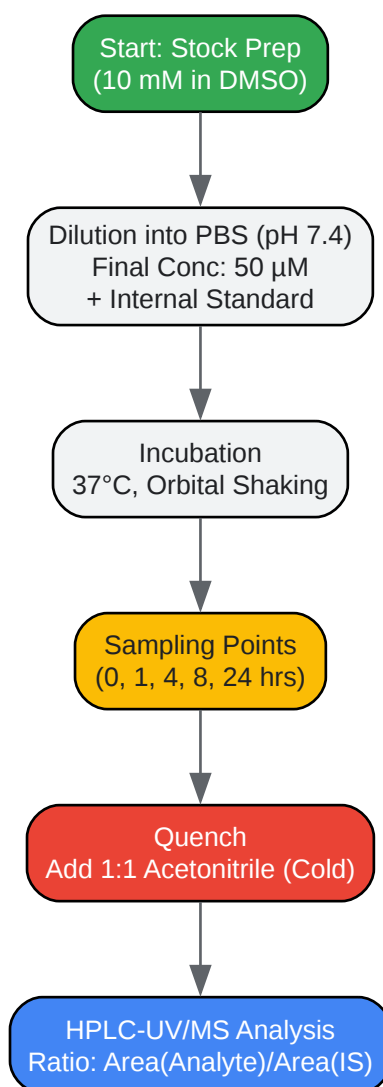 Start: Stock Prep
(10 mM in DMSO)
Dilution into PBS (pH 7.4)
Final Conc: 50 µM
+ Internal Standard
Incubation
37°C, Orbital Shaking
Sampling Points
(0, 1, 4, 8, 24 hrs)
Quench
Add 1:1 Acetonitrile (Cold)
HPLC-UV/MS Analysis
Ratio: Area(Analyte)/Area(IS)